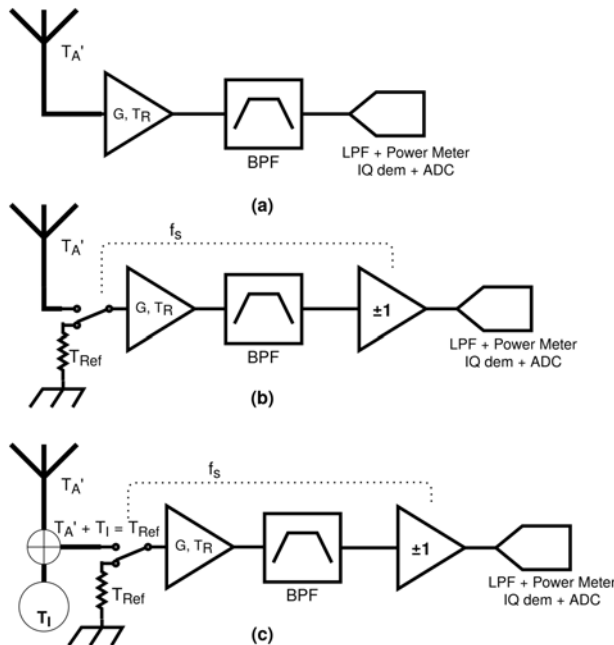 T_A'
G, T_R
BPF
LPF + Power Meter
IQ dem + ADC
(a)
f_s
T_A'
G, T_R
±1
T_Ref
BPF
LPF + Power Meter
IQ dem + ADC
(b)
f_s
T_A'
T_A' + T_I = T_Ref
G, T_R
±1
T_Ref
T_I
BPF
LPF + Power Meter
IQ dem + ADC
(c)